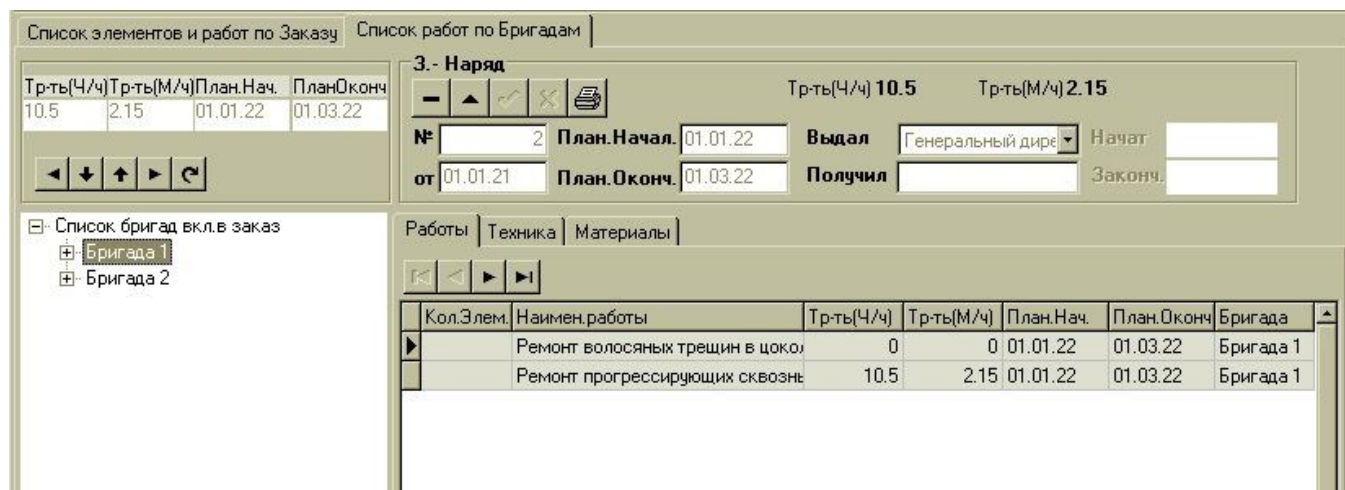 Список элементов и работ по Заказу Список работ по Бригадам
Тр-ть(Ч/ч) Тр-ть(М/ч) План.Нач. ПланОконч
10.5 2.15 01.01.22 01.03.22
3.- Наряд
Тр-ть(Ч/ч) 10.5 Тр-ть(М/ч) 2.15
№ 2 План.Начал. 01.01.22 Выдал Генеральный дире Начат
от 01.01.21 План.Оконч. 01.03.22 Получил Законч.
Список бригад вкл.в заказ
Бригада 1
Бригада 2
Работы Техника Материалы
Кол.Элем. Наимен.работы Тр-ть(Ч/ч) Тр-ть(М/ч) План.Нач. План.Оконч Бригада
Ремонт волосяных трещин в цокол 0 0 01.01.22 01.03.22 Бригада 1
Ремонт прогрессирующих сквозны 10.5 2.15 01.01.22 01.03.22 Бригада 1